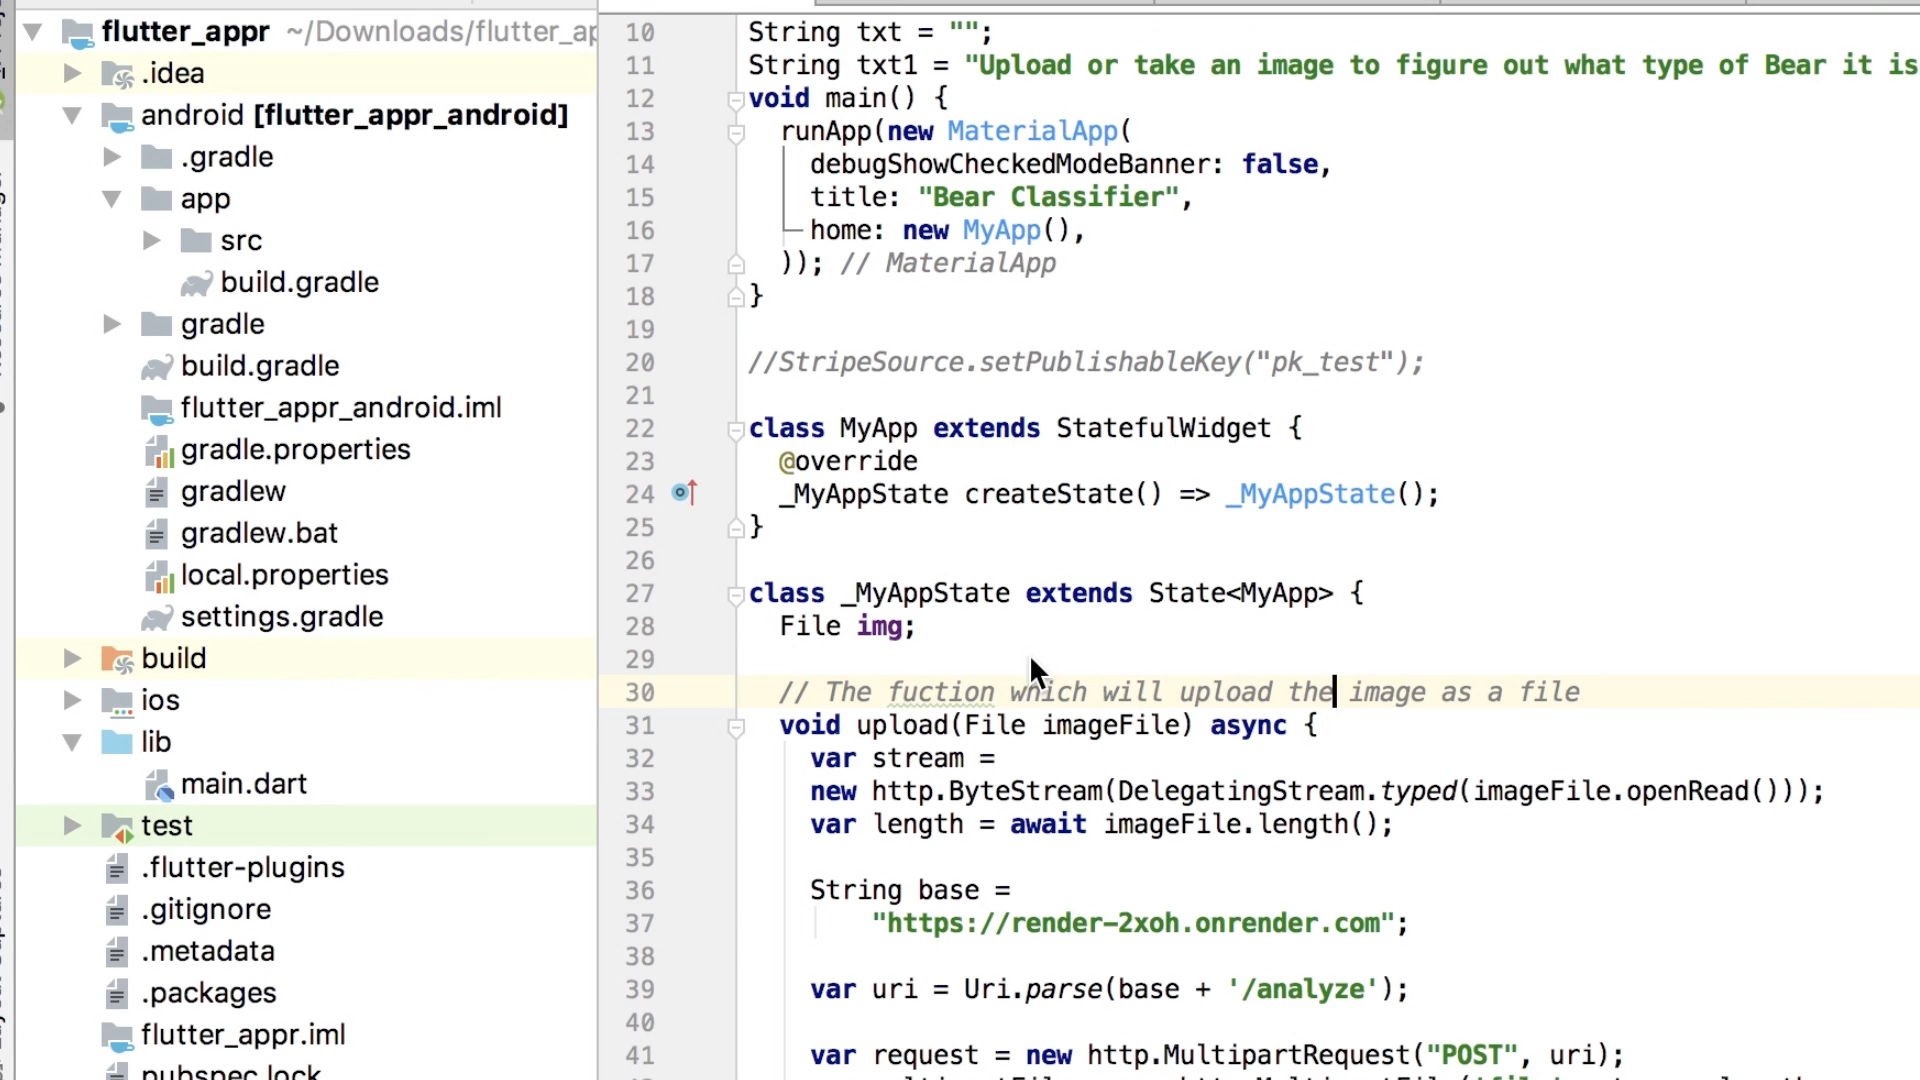 flutter_appr ~/Downloads/flutter_ap
.idea
android [flutter_appr_android]
.gradle
app
src
build.gradle
gradle
build.gradle
flutter_appr_android.iml
gradle.properties
gradlew
gradlew.bat
local.properties
settings.gradle
build
ios
lib
main.dart
test
.flutter-plugins
.gitignore
.metadata
.packages
flutter_appr.iml
pubspec.lock
10 String txt = "";
11 String txt1 = "Upload or take an image to figure out what type of Bear it is
12 void main() {
13 runApp(new MaterialApp(
14 debugShowCheckedModeBanner: false,
15 title: "Bear Classifier",
16 home: new MyApp(),
17 )); // MaterialApp
18 }
19
20 //StripeSource.setPublishableKey("pk_test");
21
22 class MyApp extends StatefulWidget {
23 @override
24 _MyAppState createState() => _MyAppState();
25 }
26
27 class _MyAppState extends State<MyApp> {
28 File img;
29
30 // The fuction which will upload the image as a file
31 void upload(File imageFile) async {
32 var stream =
33 new http.ByteStream(DelegatingStream.typed(imageFile.openRead()));
34 var length = await imageFile.length();
35
36 String base =
37 "https://render-2xoh.onrender.com";
38
39 var uri = Uri.parse(base + '/analyze');
40
41 var request = new http.MultipartRequest("POST", uri);